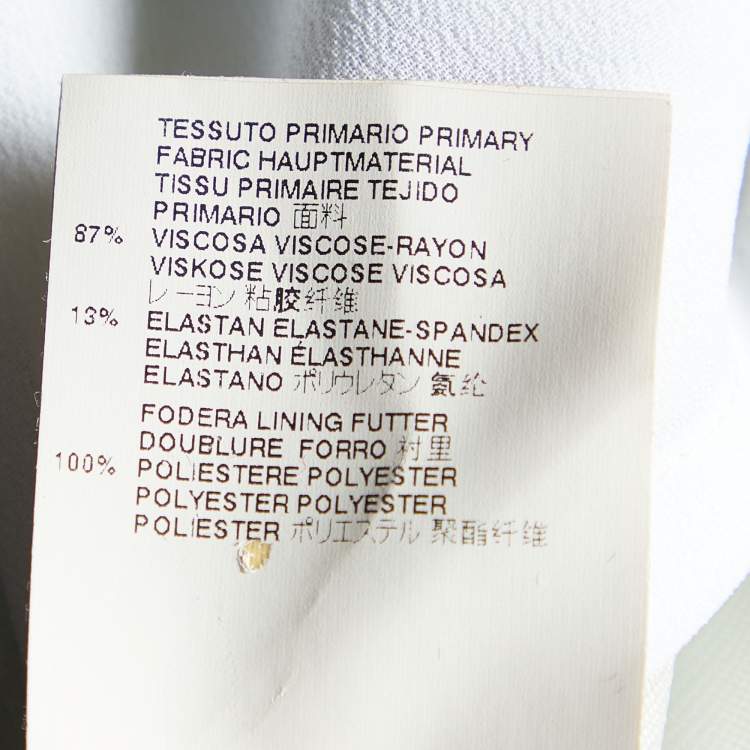 TESSUTO PRIMARIO PRIMARY
FABRIC HAUPTMATERIAL
TISSU PRIMAIRE TEJIDO
PRIMARIO 面料
87% VISCOSA VISCOSE-RAYON
VISKOSE VISCOSE VISCOSA
レーヨン 粘胶纤维
13% ELASTAN ELASTANE-SPANDEX
ELASTHAN ÉLASTHANNE
ELASTANO ポリウレタン 氨纶
FODERA LINING FUTTER
DOUBLURE FORRO 衬里
100% POLIESTERE POLYESTER
POLYESTER POLYESTER
POLIESTER ポリエステル 聚酯纤维